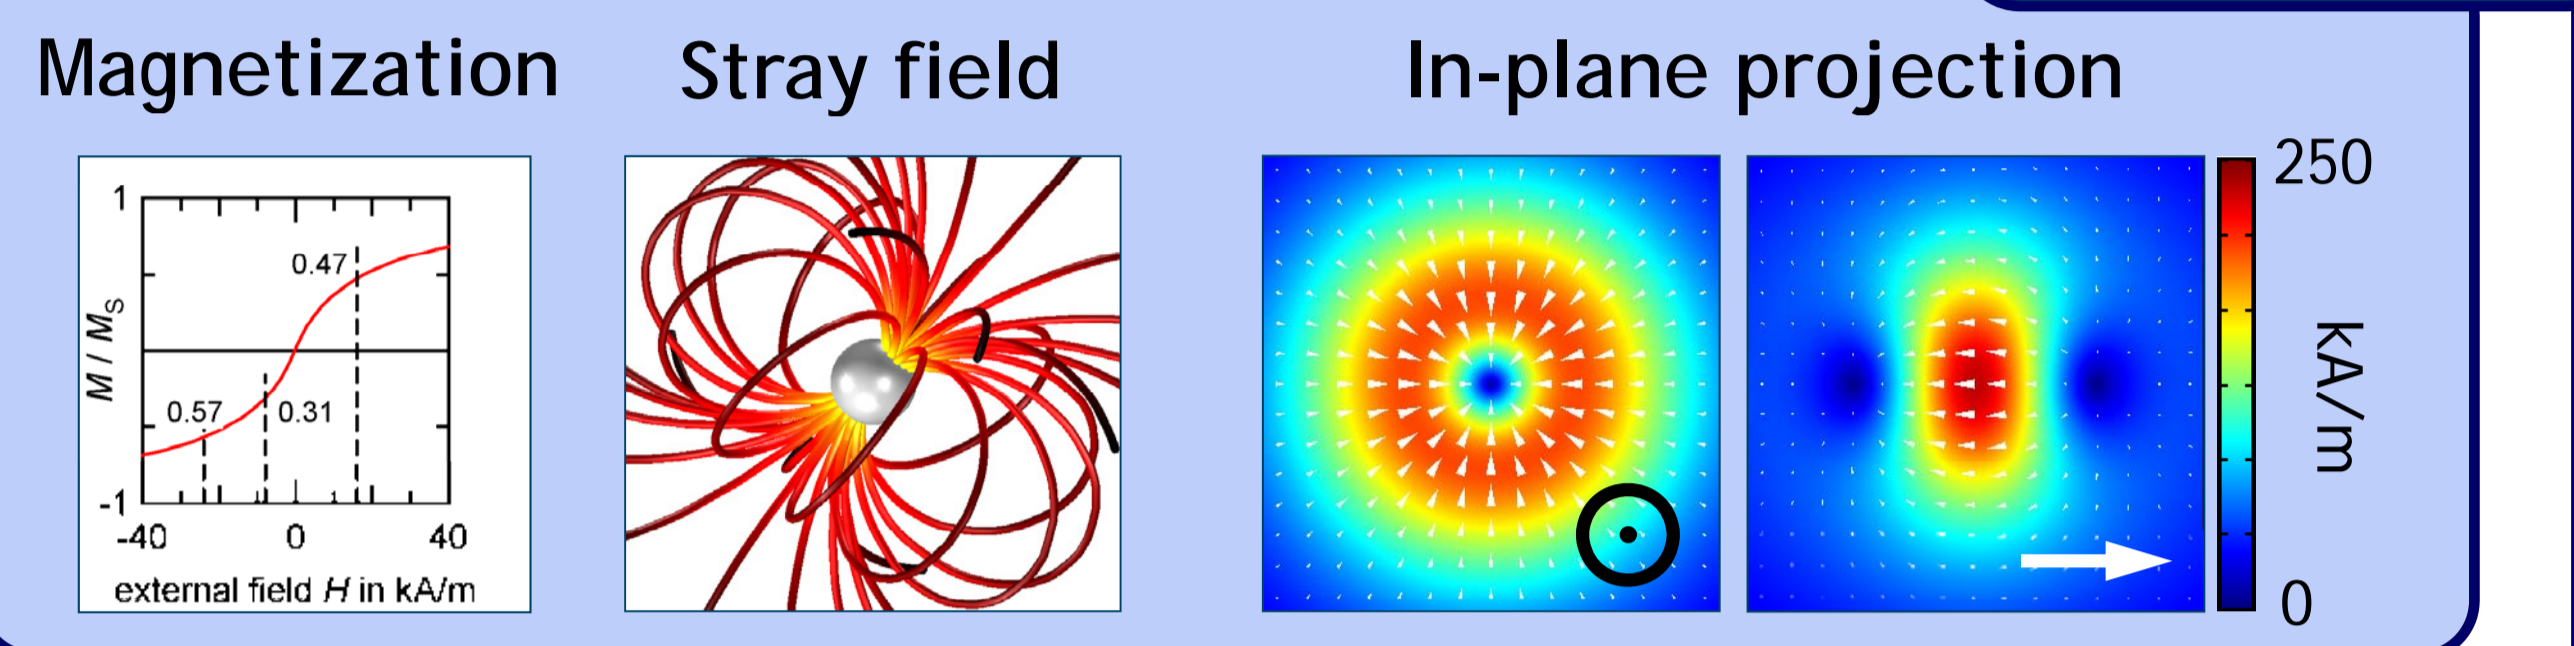 Magnetization
Stray field
In-plane projection
1
0.47
M / MS
0.57
0.31
-1
-40
0
40
external field H in kA/m
250
kA/m
0